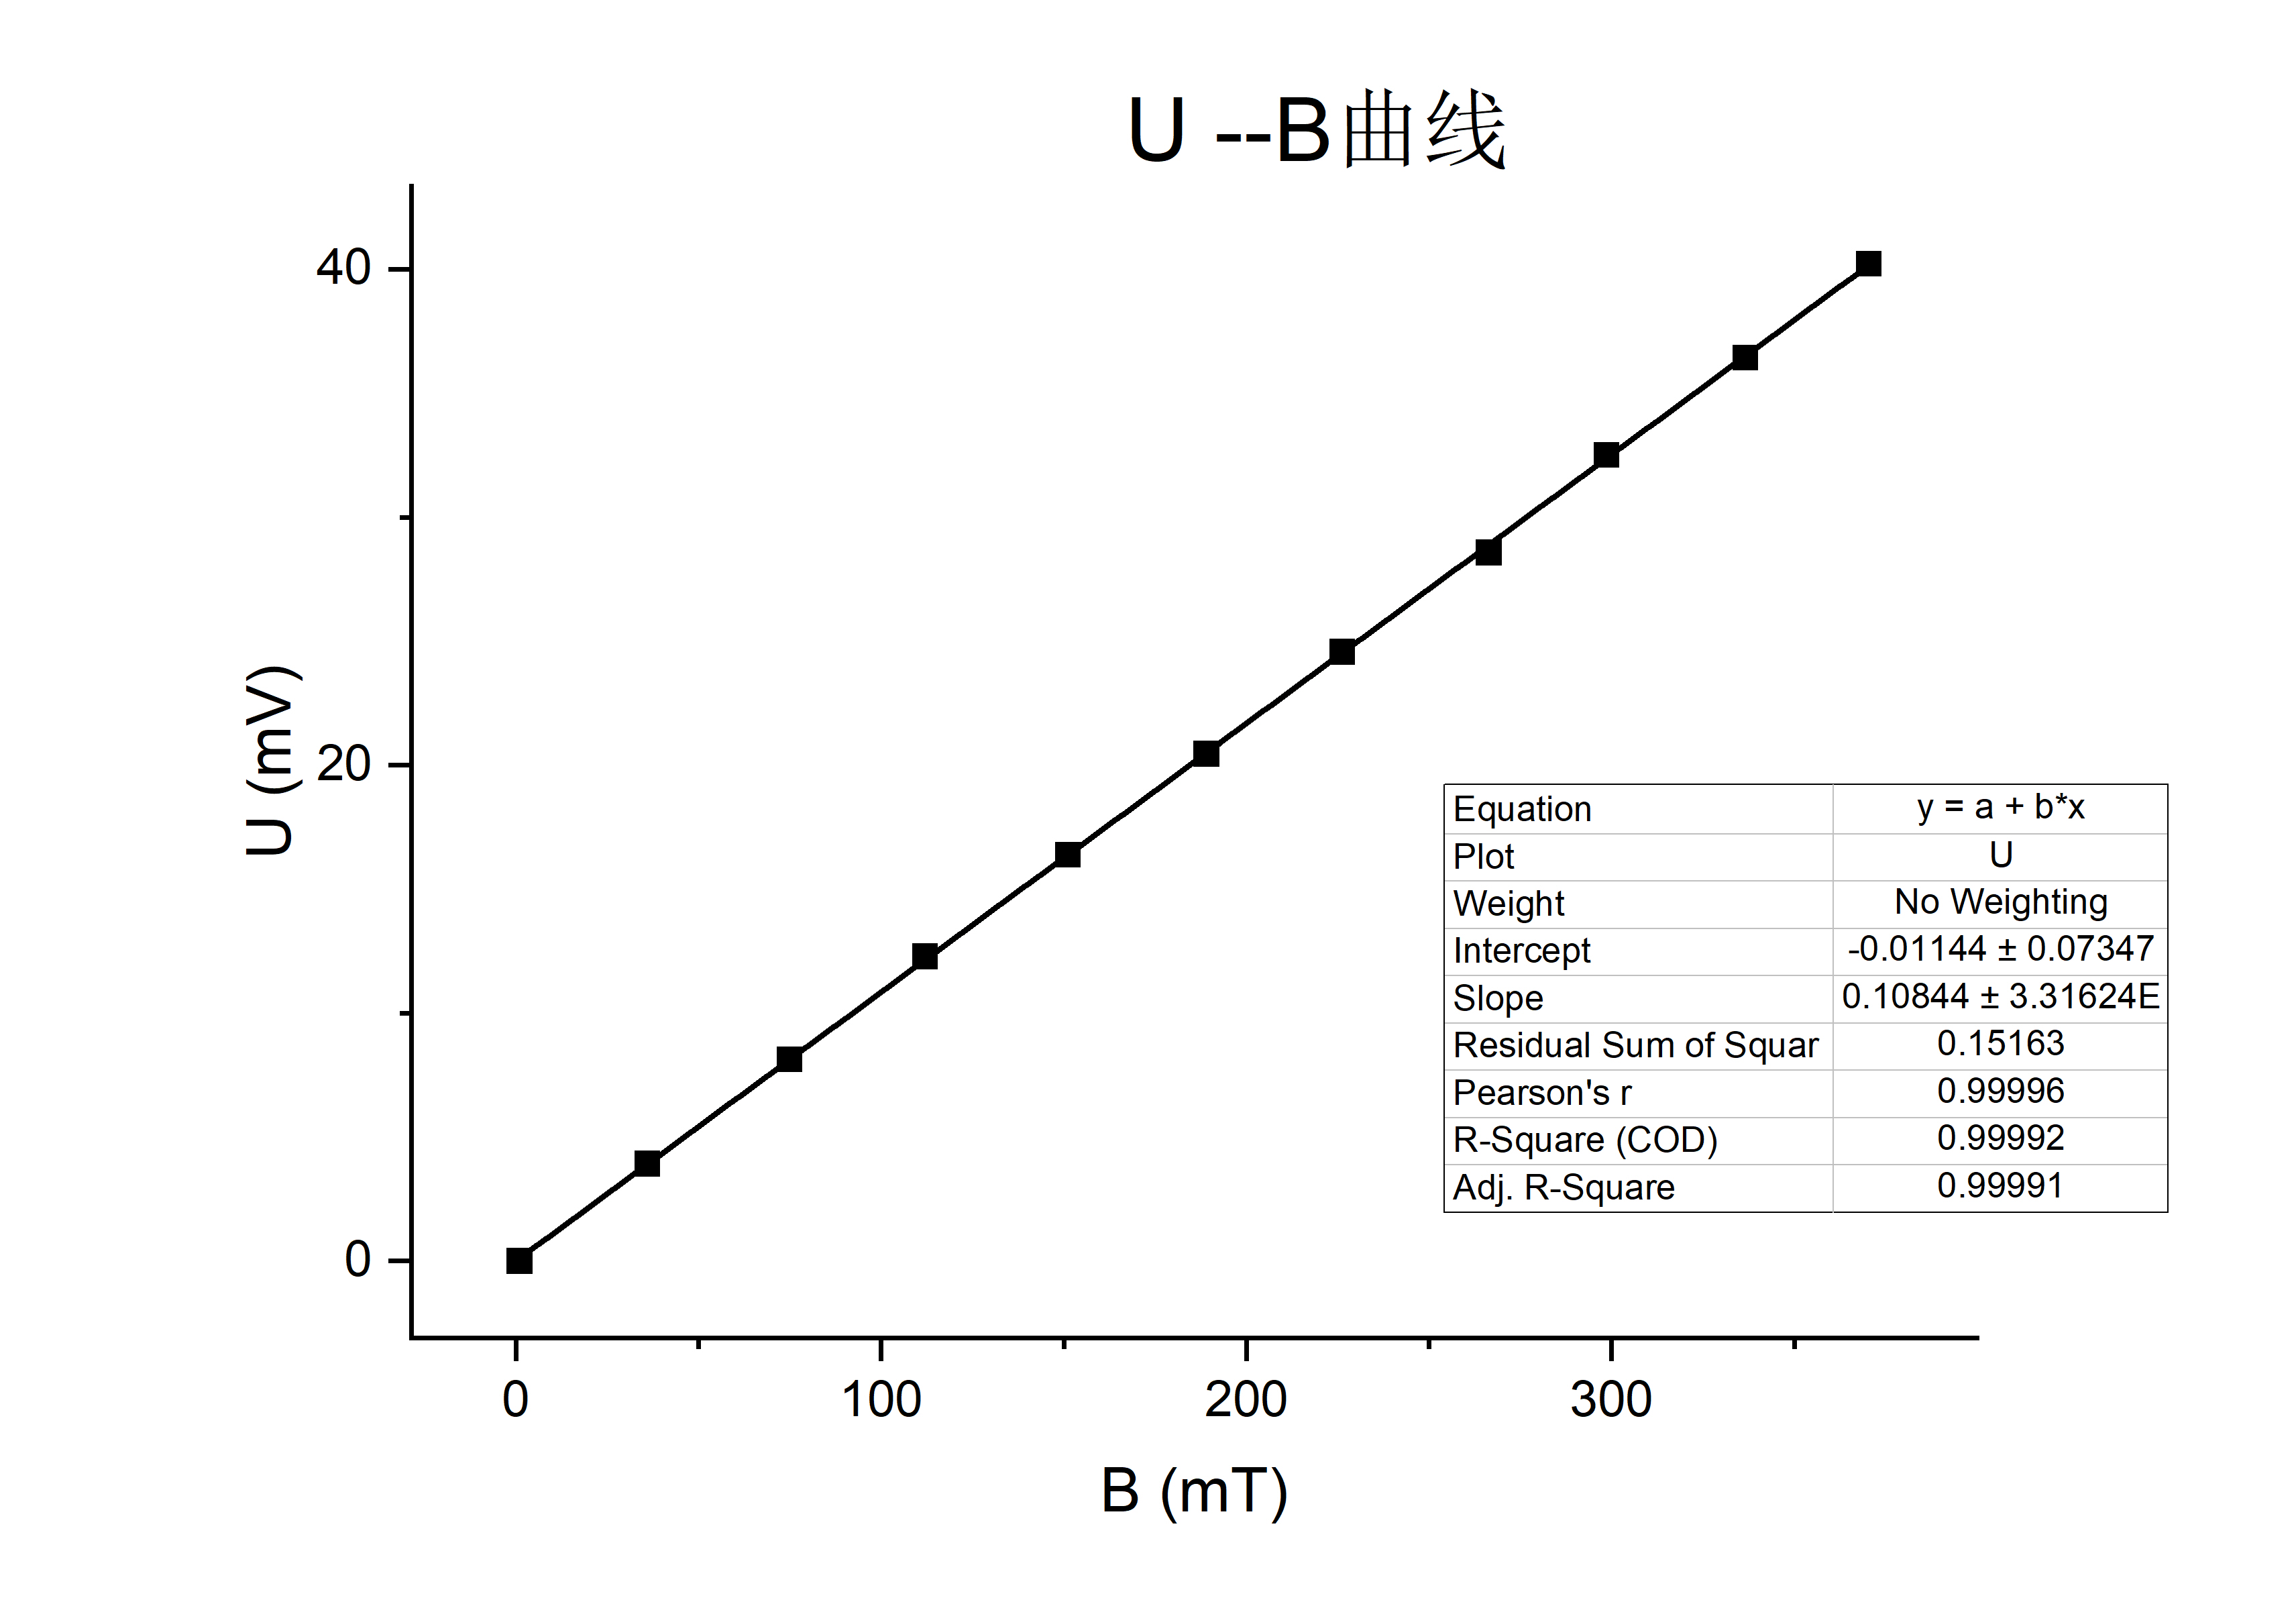 U --B曲线
40
20
0
U (mV)
0 100 200 300
B (mT)
Equation y = a + b*x
Plot U
Weight No Weighting
Intercept -0.01144 ± 0.07347
Slope 0.10844 ± 3.31624E
Residual Sum of Squar 0.15163
Pearson's r 0.99996
R-Square (COD) 0.99992
Adj. R-Square 0.99991